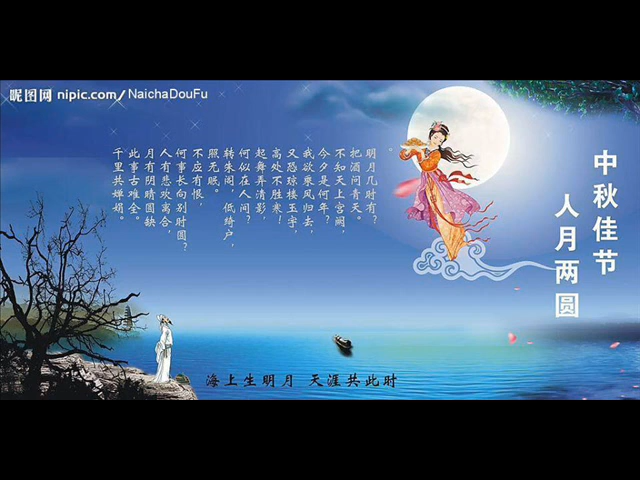 昵图网 nipic.com/NaichaDouFu
中秋佳节
人月两圆
明月几时有?
把酒问青天。
不知天上宫阙,
今夕是何年?
我欲乘风归去,
又恐琼楼玉宇,
高处不胜寒!
起舞弄清影,
何似在人间?
转朱阁,低绮户,
照无眠。
不应有恨,
何事长向别时圆?
人有悲欢离合,
月有阴晴圆缺
此事古难全。
千里共婵娟。
海上生明月 天涯共此时